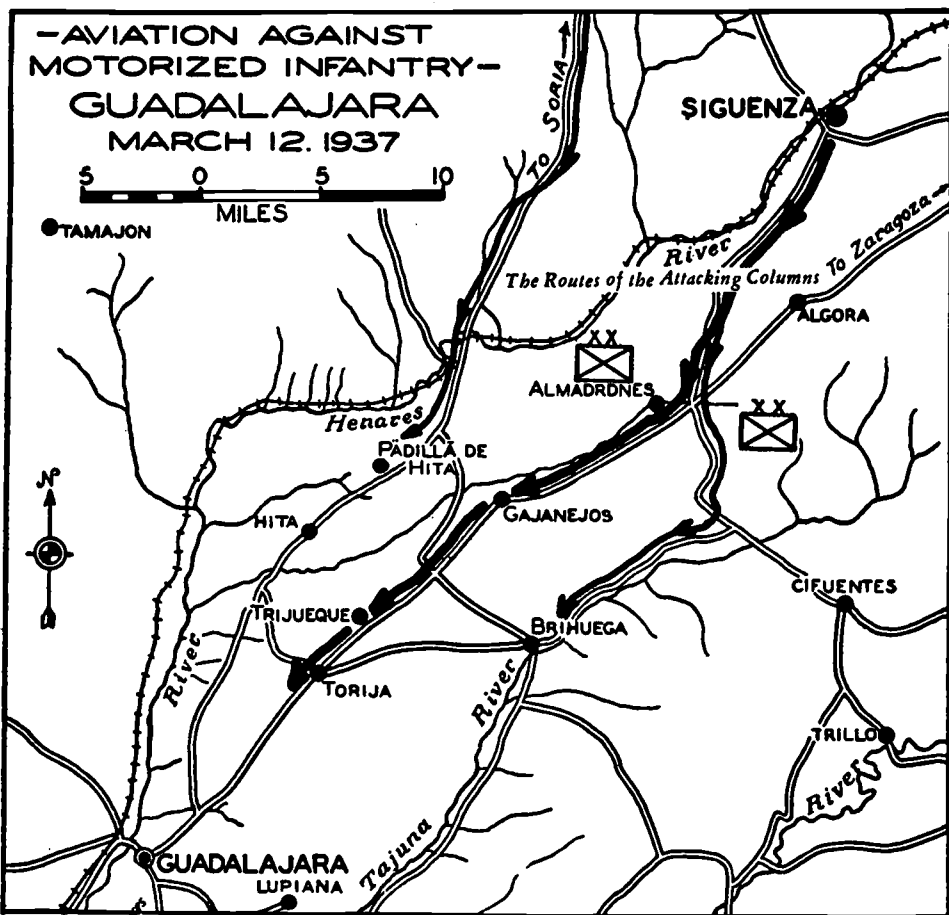 -AVIATION AGAINST
MOTORIZED INFANTRY-
GUADALAJARA
MARCH 12. 1937
5 0 5 10
MILES
TAMAJON
TO SORIA
SIGUENZA
River
To Zaragoza
The Routes of the Attacking Columns
ALGORA
XX
ALMADRDNES
XX
Henares
PADILLA DE
HITA
N
GAJANEJOS
HITA
CIFUENTES
TRIJUEQUE
BRIHUEGA
River
TORIJA
River
TRILLO
River
Tajuna
GUADALAJARA
LUPIANA